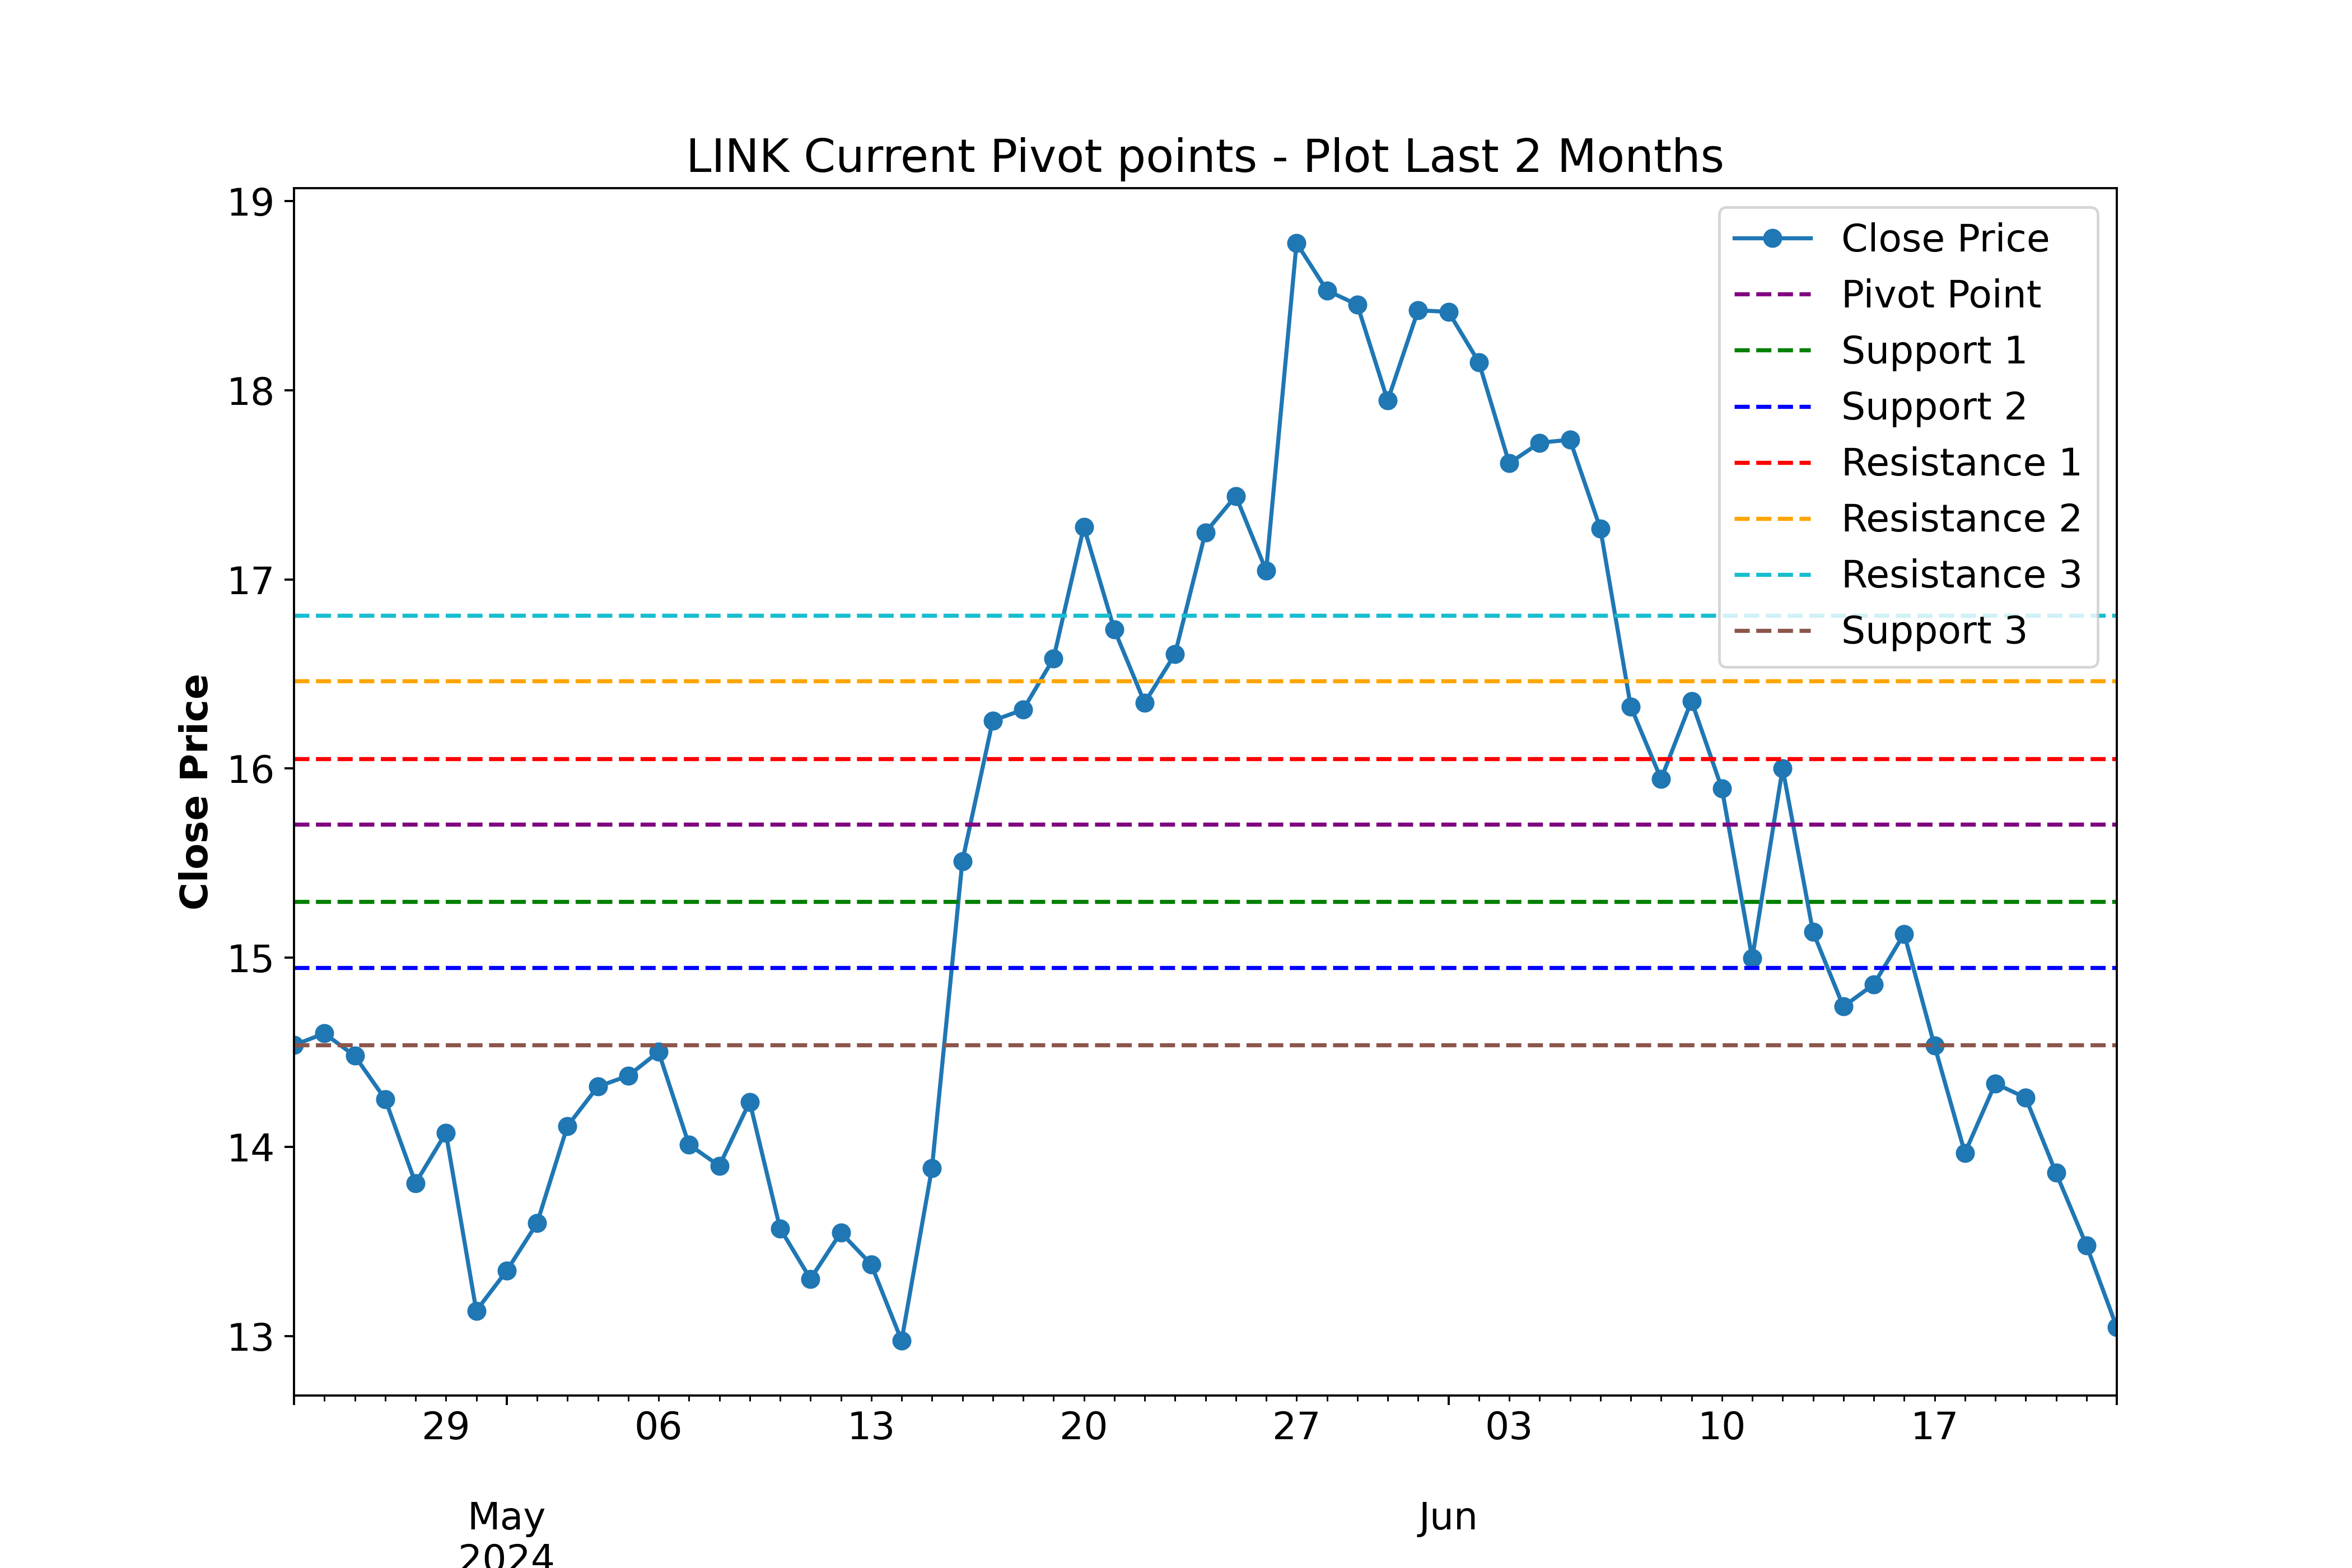 LINK Current Pivot points - Plot Last 2 Months
Close Price
19
18
17
16
15
14
13
Close Price
Pivot Point
Support 1
Support 2
Resistance 1
Resistance 2
Resistance 3
Support 3
29 06 13 20 27 03 10 17
May Jun
2024